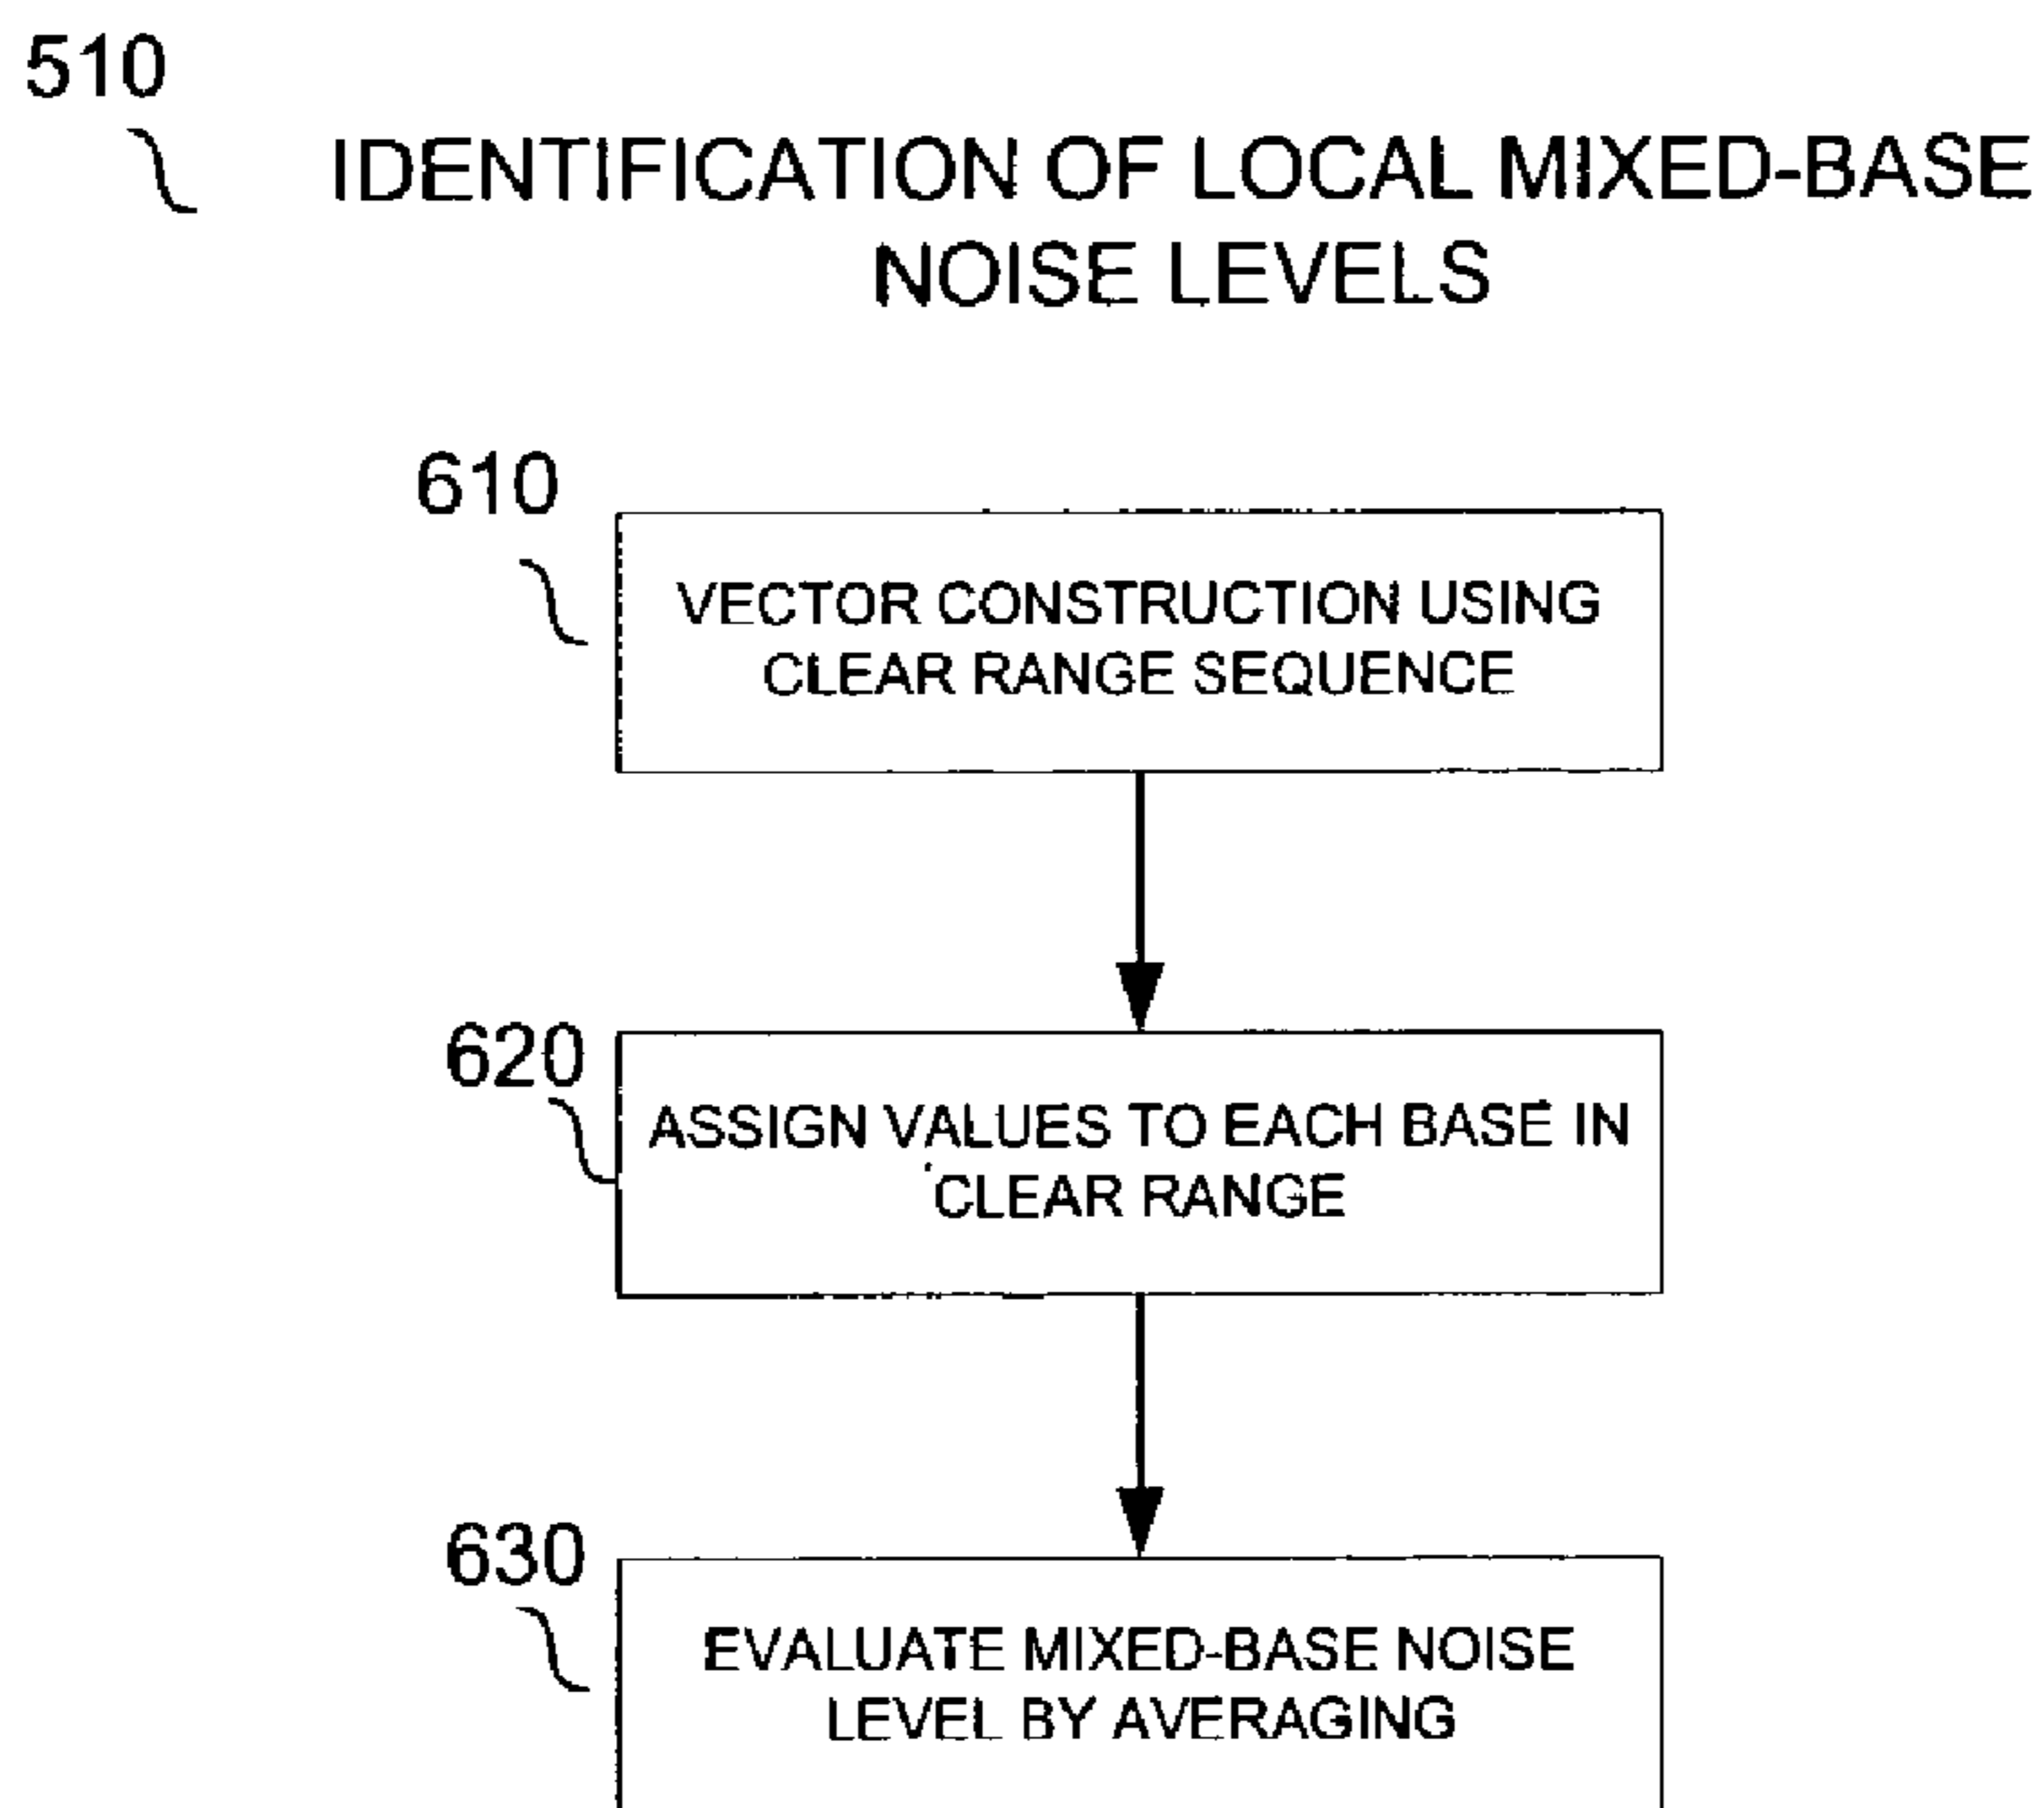 510
IDENTIFICATION OF LOCAL MIXED-BASE
NOISE LEVELS
610
VECTOR CONSTRUCTION USING
CLEAR RANGE SEQUENCE
620
ASSIGN VALUES TO EACH BASE IN
CLEAR RANGE
630
EVALUATE MIXED-BASE NOISE
LEVEL BY AVERAGING